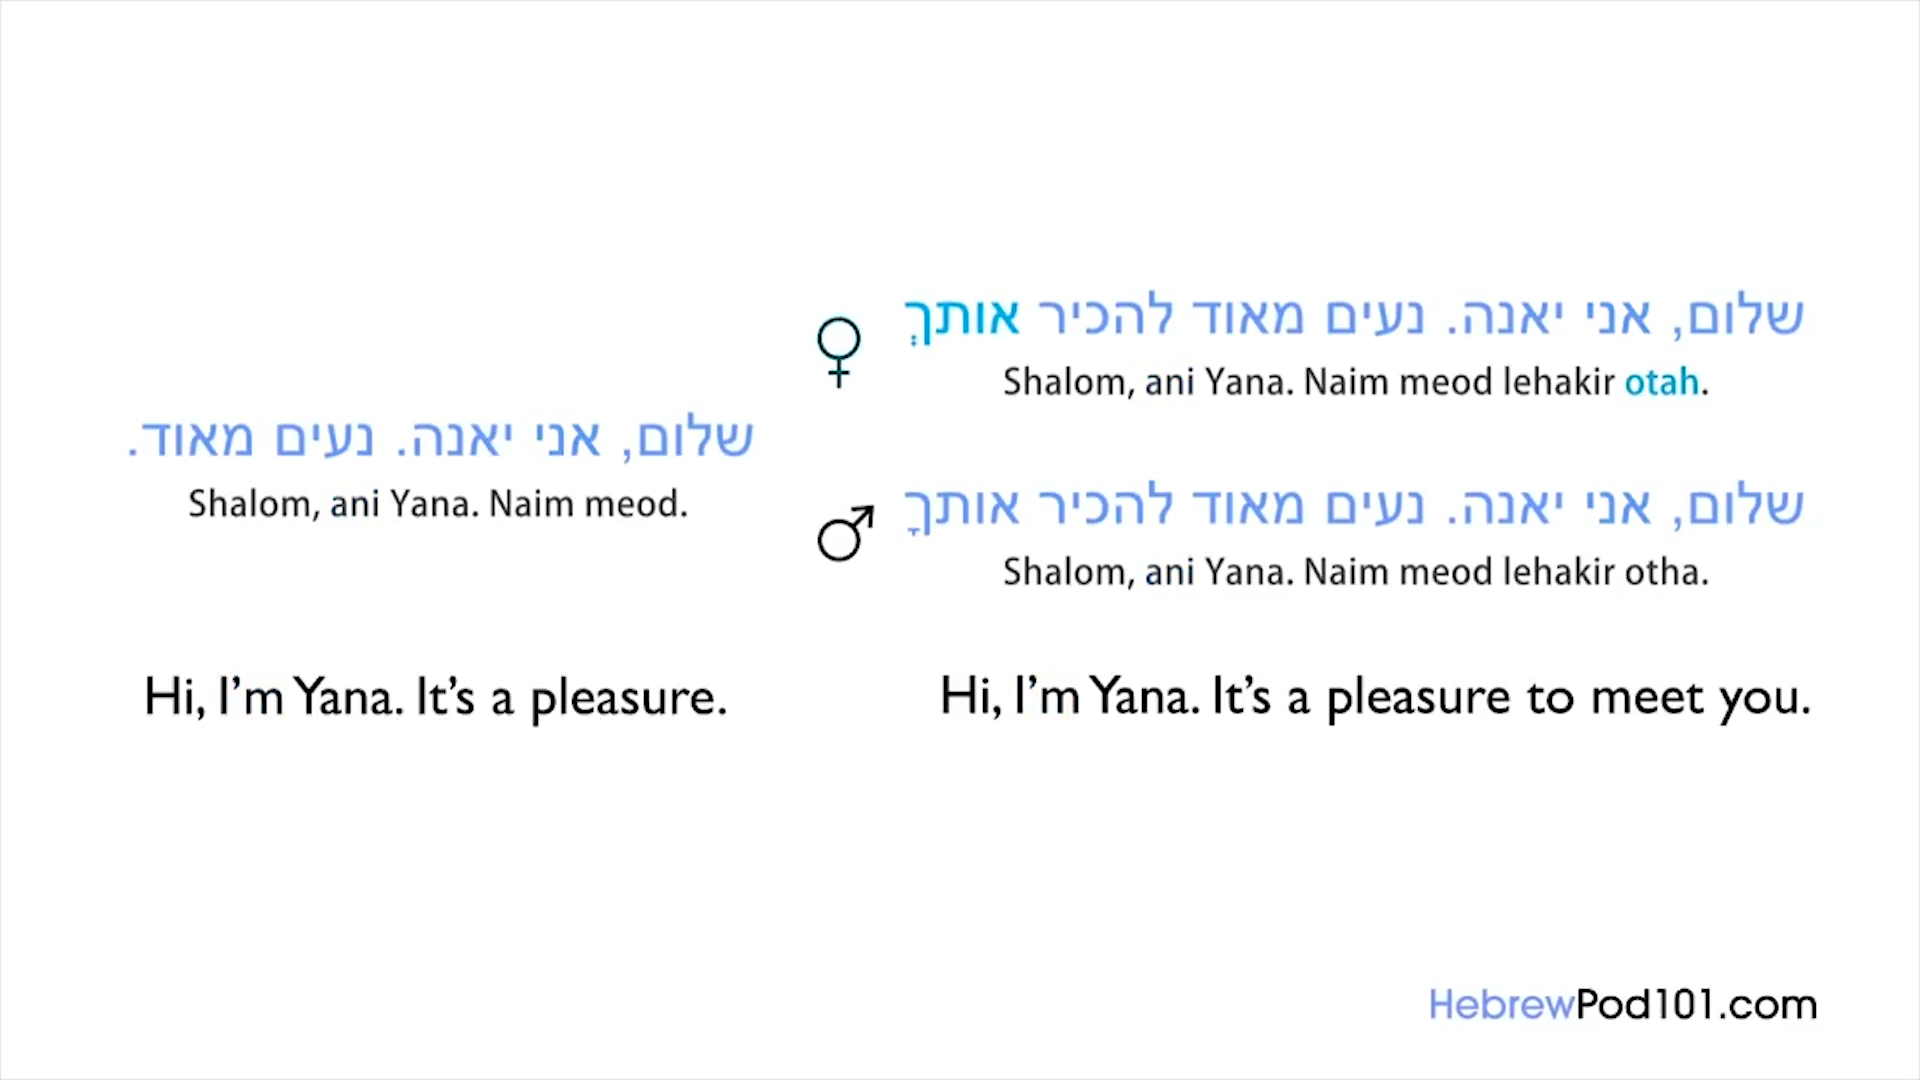 שלום, אני יאנה. נעים מאוד.
Shalom, ani Yana. Naim meod.
Hi, I'm Yana. It's a pleasure.
שלום, אני יאנה. נעים מאוד להכיר אותךְ
Shalom, ani Yana. Naim meod lehakir otah.
שלום, אני יאנה. נעים מאוד להכיר אותךָ
Shalom, ani Yana. Naim meod lehakir otha.
Hi, I'm Yana. It's a pleasure to meet you.
HebrewPod101.com